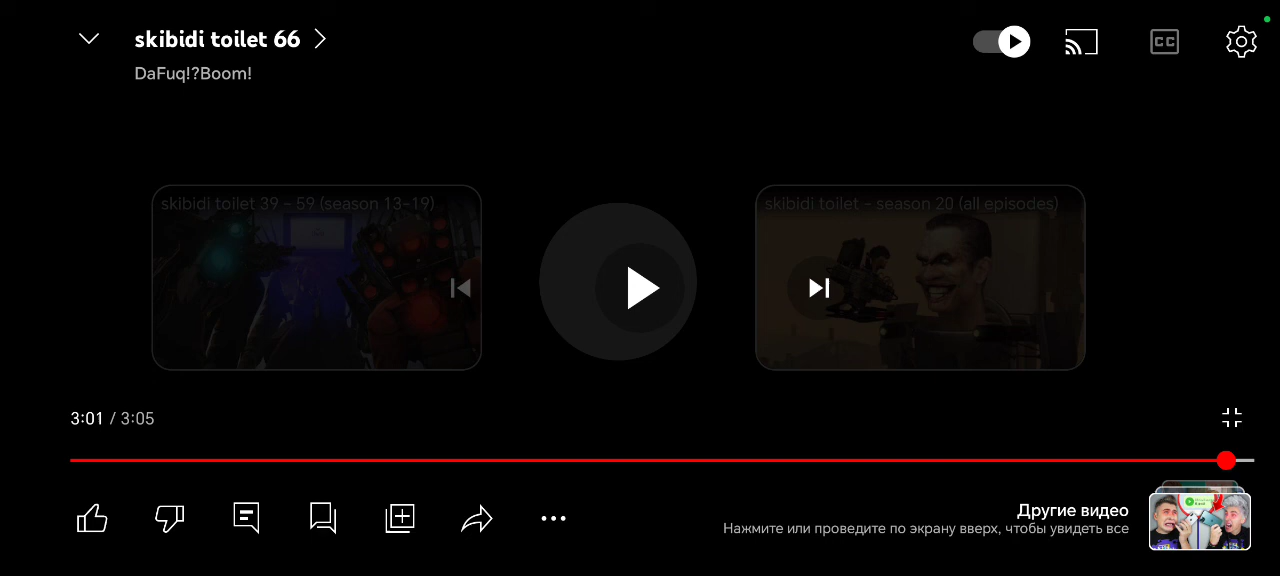 skibidi toilet 66
DaFuq!?Boom!
CC
skibidi toilet 39 - 59 (season 13-19)
skibidi toilet - season 20 (all episodes)
3:01 / 3:05
Другие видео
Нажмите или проведите по экрану вверх, чтобы увидеть все